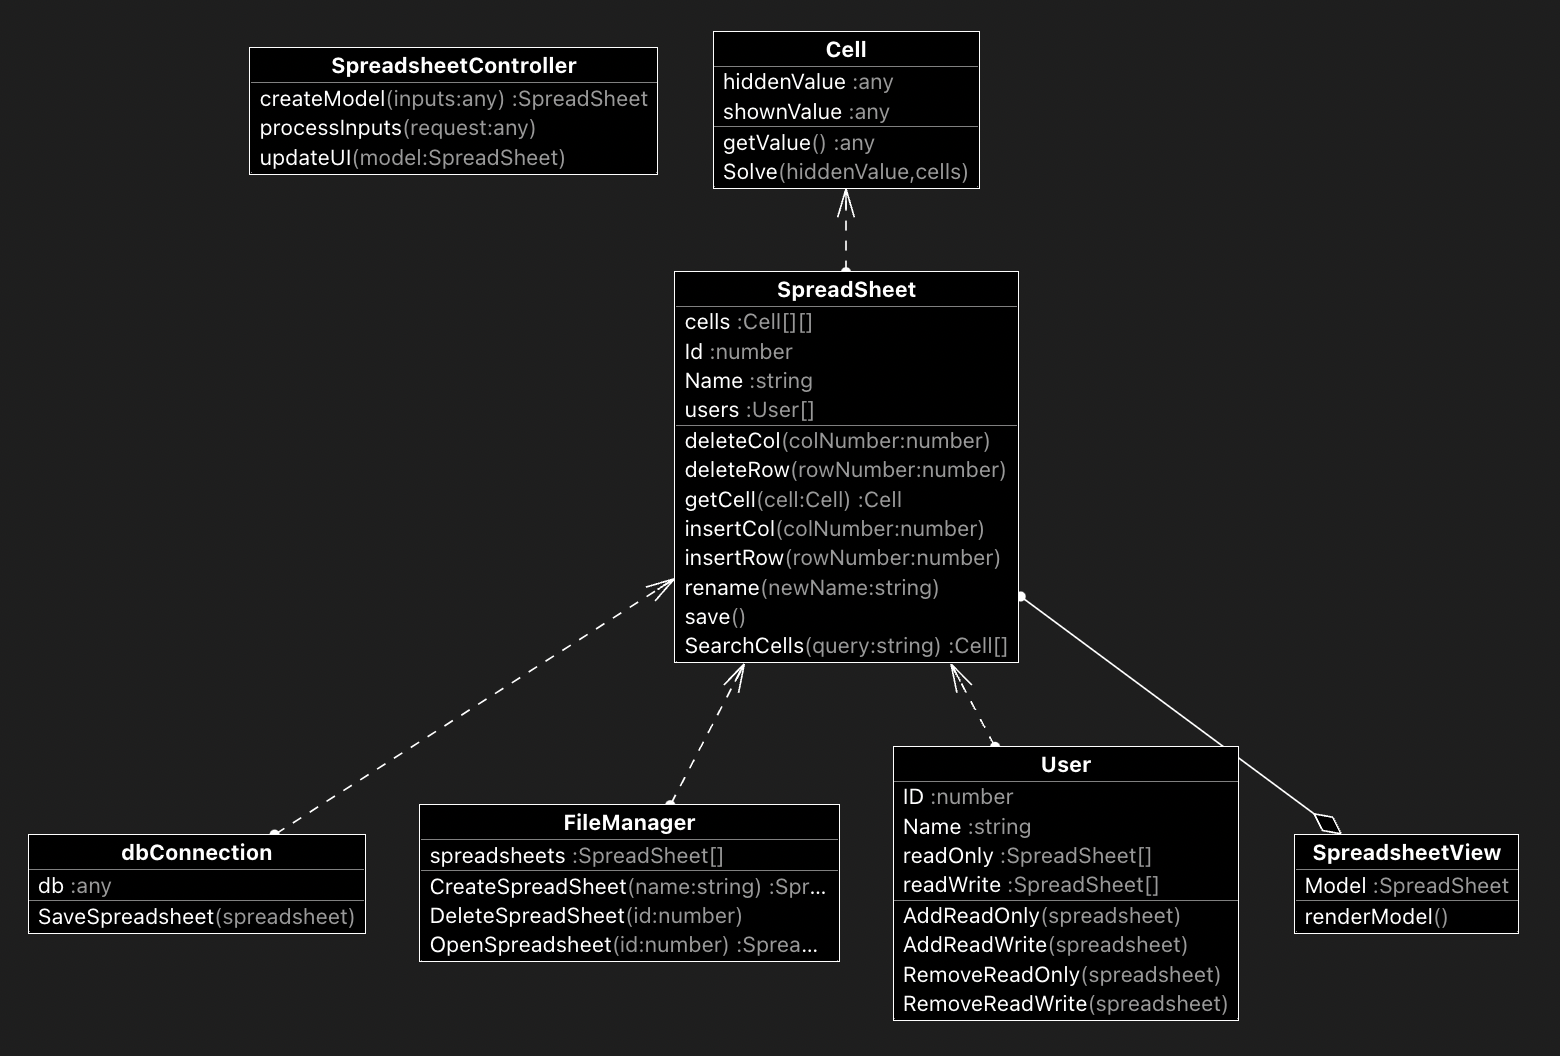 SpreadsheetController
createModel(inputs:any) :SpreadSheet
processInputs(request:any)
updateUI(model:SpreadSheet)
Cell
hiddenValue :any
shownValue :any
getValue() :any
Solve(hiddenValue,cells)
SpreadSheet
cells :Cell[][]
Id :number
Name :string
users :User[]
deleteCol(colNumber:number)
deleteRow(rowNumber:number)
getCell(cell:Cell) :Cell
insertCol(colNumber:number)
insertRow(rowNumber:number)
rename(newName:string)
save()
SearchCells(query:string) :Cell[]
dbConnection
db :any
SaveSpreadsheet(spreadsheet)
FileManager
spreadsheets :SpreadSheet[]
CreateSpreadSheet(name:string) :Spr...
DeleteSpreadSheet(id:number)
OpenSpreadsheet(id:number) :Sprea...
User
ID :number
Name :string
readOnly :SpreadSheet[]
readWrite :SpreadSheet[]
AddReadOnly(spreadsheet)
AddReadWrite(spreadsheet)
RemoveReadOnly(spreadsheet)
RemoveReadWrite(spreadsheet)
SpreadsheetView
Model :SpreadSheet
renderModel()